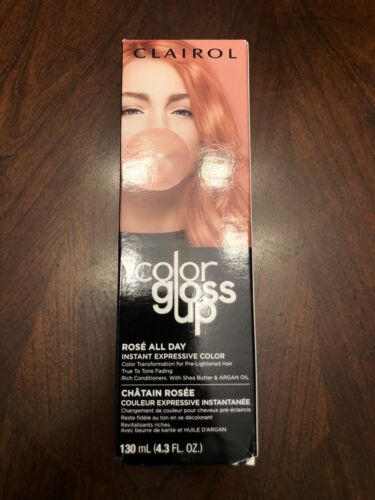 CLAIROL
color
gloss
up
ROSÉ ALL DAY
INSTANT EXPRESSIVE COLOR
Color Transformation for Pre-Lightened Hair
True To Tone Fading
Rich Conditioners. With Shea Butter & ARGAN OIL
CHÂTAIN ROSÉE
COULEUR EXPRESSIVE INSTANTANÉE
Changement de couleur pour cheveux pré-éclaircis
Reste fidèle au ton en se décolorant
Revitalisants riches.
Avec beurre de karité et HUILE D'ARGAN
130 mL (4.3 FL. OZ.)